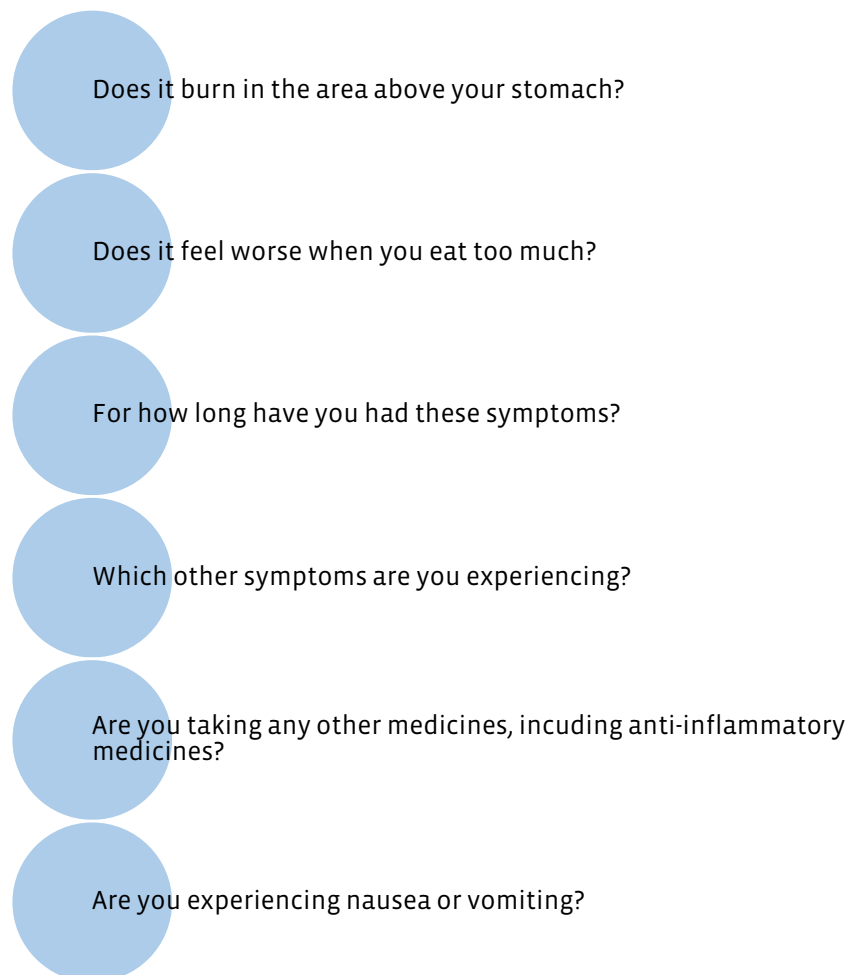 Does it burn in the area above your stomach?
Does it feel worse when you eat too much?
For how long have you had these symptoms?
Which other symptoms are you experiencing?
Are you taking any other medicines, incuding anti-inflammatory
medicines?
Are you experiencing nausea or vomiting?